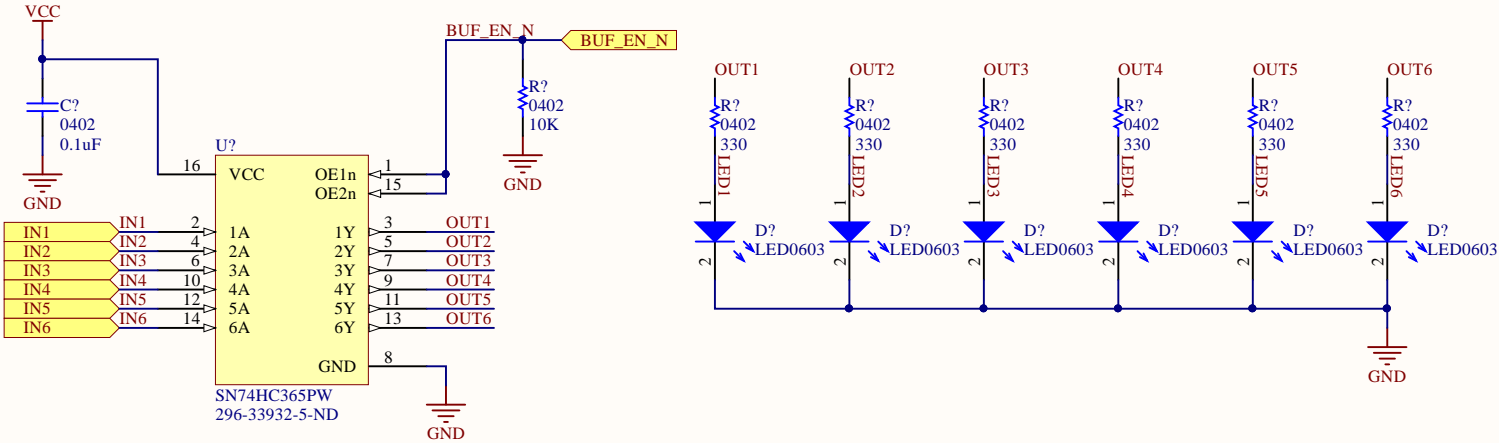 VCC
C?
0402
0.1uF
GND
BUF_EN_N
BUF_EN_N
R?
0402
10K
GND
U?
16 VCC OE1n 1
OE2n 15
IN1 IN1 2 1A 1Y 3 OUT1
IN2 IN2 4 2A 2Y 5 OUT2
IN3 IN3 6 3A 3Y 7 OUT3
IN4 IN4 10 4A 4Y 9 OUT4
IN5 IN5 12 5A 5Y 11 OUT5
IN6 IN6 14 6A 6Y 13 OUT6
GND 8
SN74HC365PW
296-33932-5-ND
GND
OUT1 OUT2 OUT3 OUT4 OUT5 OUT6
R? R? R? R? R? R?
0402 0402 0402 0402 0402 0402
330 330 330 330 330 330
LED1 LED2 LED3 LED4 LED5 LED6
1 1 1 1 1 1
D? D? D? D? D? D?
LED0603 LED0603 LED0603 LED0603 LED0603 LED0603
2 2 2 2 2 2
GND